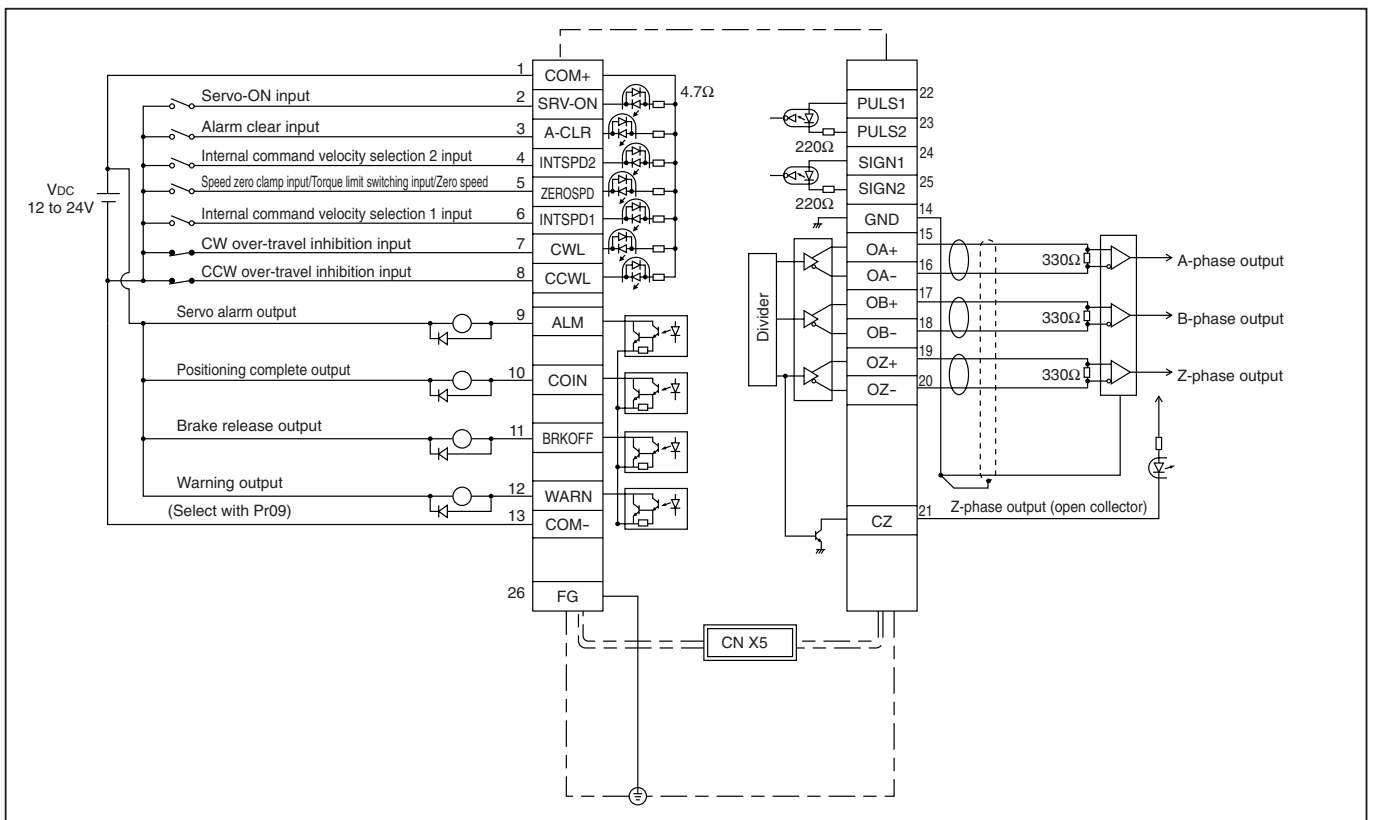 1
COM+
4.7Ω
Servo-ON input
2
SRV-ON
Alarm clear input
3
A-CLR
Internal command velocity selection 2 input
4
INTSPD2
Speed zero clamp input/Torque limit switching input/Zero speed
5
ZEROSPD
VDC
12 to 24V
Internal command velocity selection 1 input
6
INTSPD1
CW over-travel inhibition input
7
CWL
CCW over-travel inhibition input
8
CCWL
Servo alarm output
9
ALM
Positioning complete output
10
COIN
Brake release output
11
BRKOFF
Warning output
12
WARN
(Select with Pr09)
13
COM–
26
FG
CN X5
22
PULS1
23
PULS2
220Ω
24
SIGN1
25
SIGN2
220Ω
14
GND
15
OA+
16
OA–
330Ω
A-phase output
17
OB+
18
OB–
330Ω
B-phase output
Divider
19
OZ+
20
OZ–
330Ω
Z-phase output
21
CZ
Z-phase output (open collector)